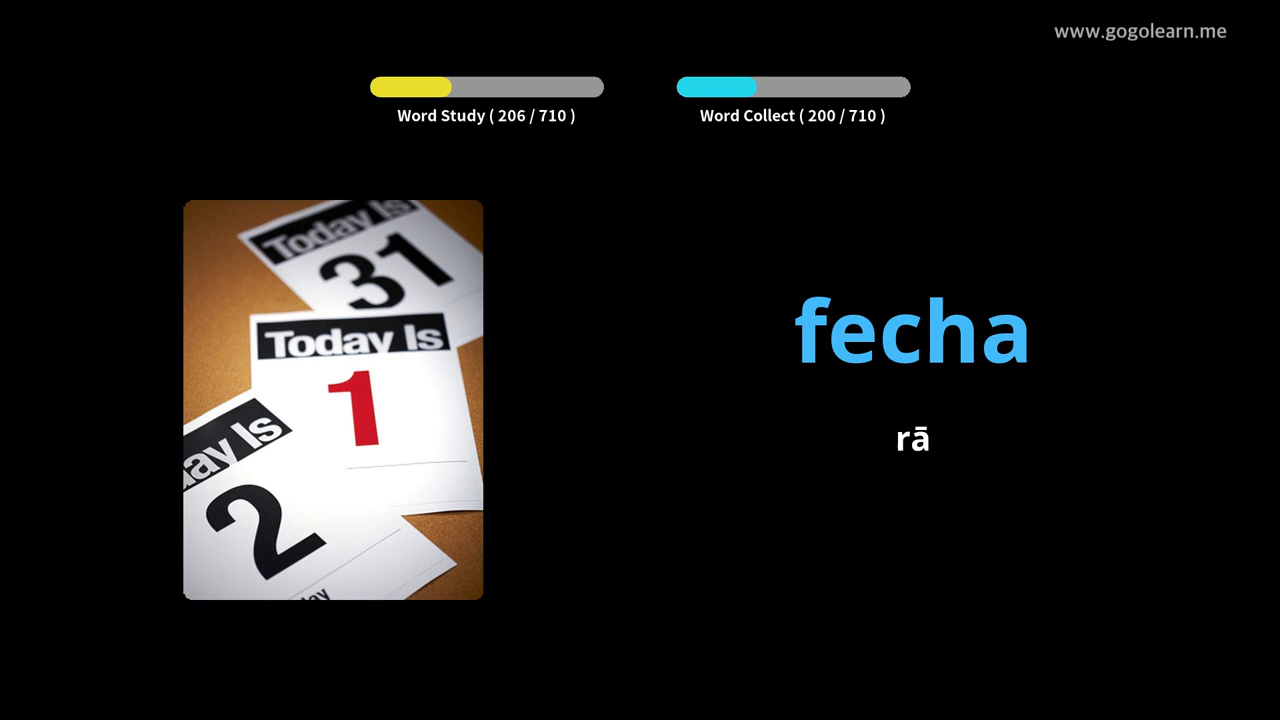 www.gogolearn.me
Word Study ( 206 / 710 )
Word Collect ( 200 / 710 )
Today Is
31
Today Is
1
ay Is
2
fecha
rā